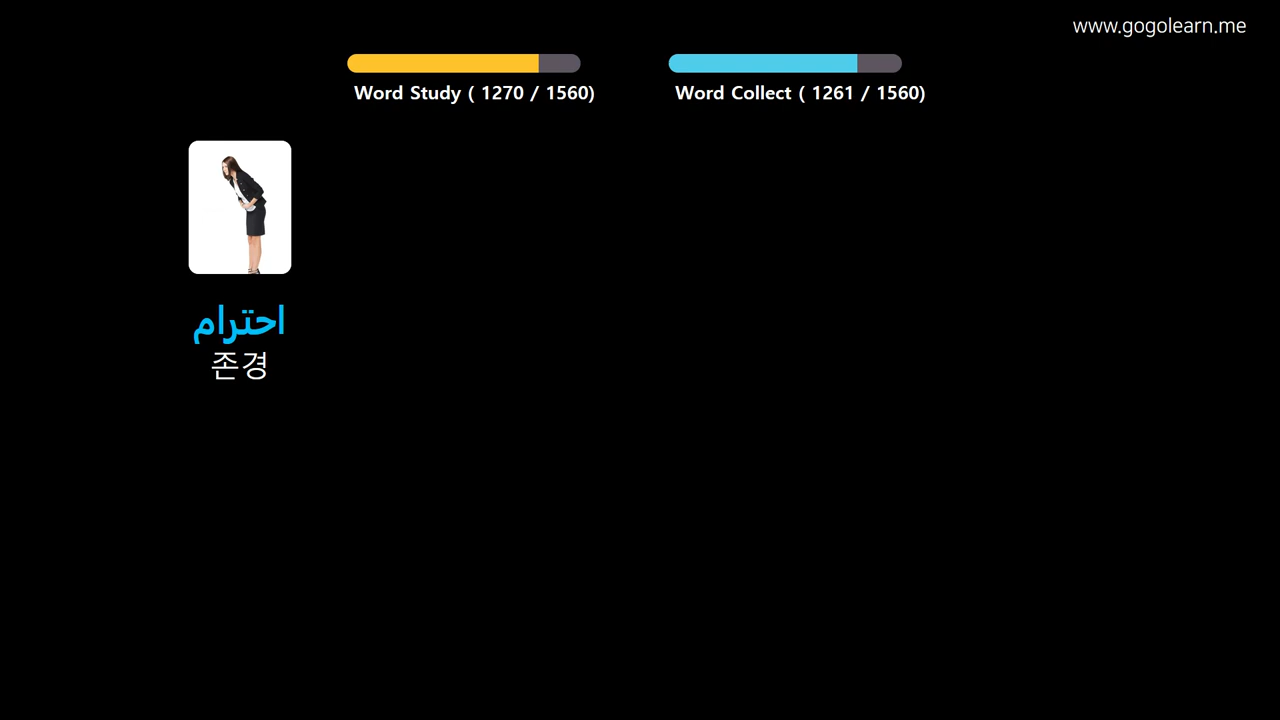 www.gogolearn.me
Word Study ( 1270 / 1560)
Word Collect ( 1261 / 1560)
احترام
존경